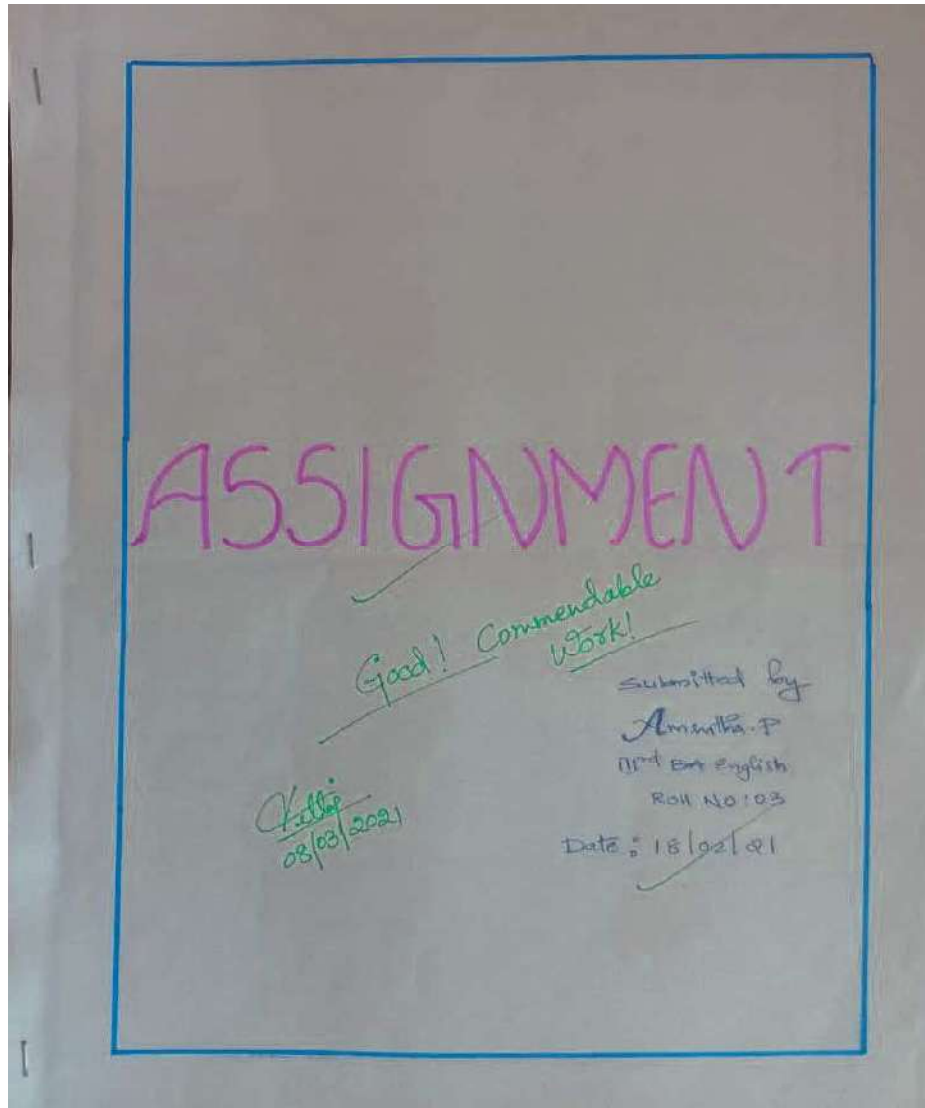 ASSIGNMENT
Good! Commendable
Work!
Submitted by
Amrutha.P
IIIrd BA English
Roll No: 03
08/03/2021
Date: 18/02/21